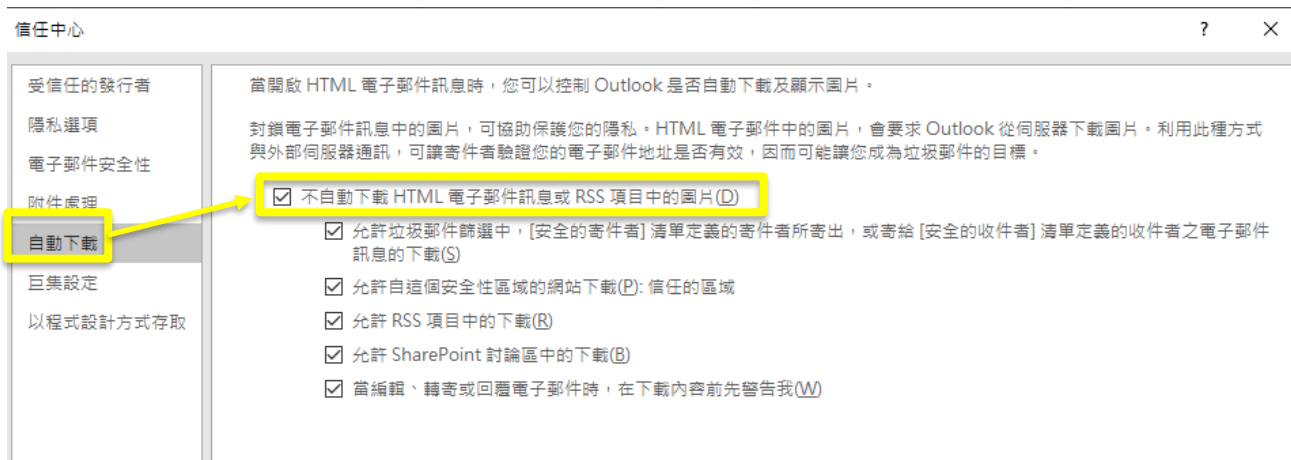 信任中心
? ×
受信任的發行者
隱私選項
電子郵件安全性
附件處理
自動下載
巨集設定
以程式設計方式存取
當開啟 HTML 電子郵件訊息時，您可以控制 Outlook 是否自動下載及顯示圖片。
封鎖電子郵件訊息中的圖片，可協助保護您的隱私。HTML 電子郵件中的圖片，會要求 Outlook 從伺服器下載圖片。利用此種方式
與外部伺服器通訊，可讓寄件者驗證您的電子郵件地址是否有效，因而可能讓您成為垃圾郵件的目標。
不自動下載 HTML 電子郵件訊息或 RSS 項目中的圖片(D)
允許垃圾郵件篩選中，[安全的寄件者] 清單定義的寄件者所寄出，或寄給 [安全的收件者] 清單定義的收件者之電子郵件
訊息的下載(S)
允許自這個安全性區域的網站下載(P): 信任的區域
允許 RSS 項目中的下載(R)
允許 SharePoint 討論區中的下載(B)
當編輯、轉寄或回覆電子郵件時，在下載內容前先警告我(W)